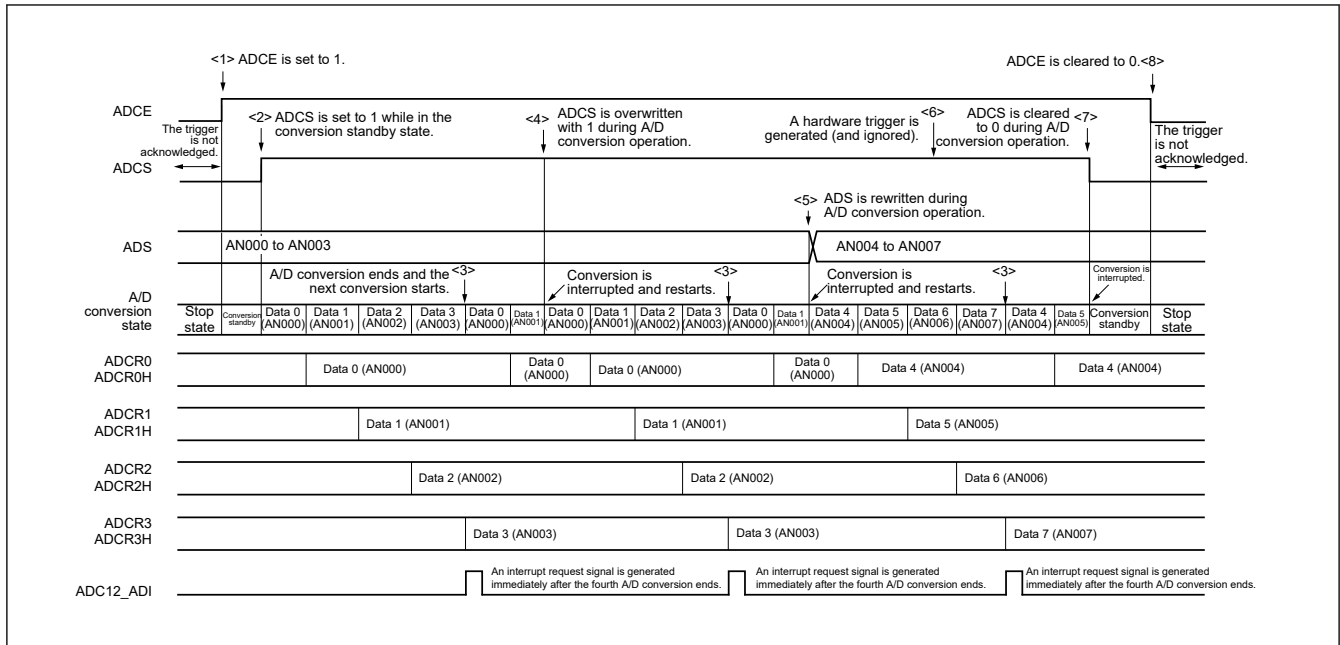 <1> ADCE is set to 1.
ADCE is cleared to 0.<8>
ADCE
The trigger
is not
acknowledged.
<2> ADCS is set to 1 while in the
conversion standby state.
<4>
ADCS is overwritten
with 1 during A/D
conversion operation.
A hardware trigger is
generated (and ignored).
<6>
ADCS is cleared
to 0 during A/D
conversion operation.
<7>
The trigger
is not
acknowledged.
ADCS
<5> ADS is rewritten during
A/D conversion operation.
ADS
AN000 to AN003
AN004 to AN007
A/D conversion ends and the
next conversion starts.
<3>
Conversion is
interrupted and restarts.
<3>
Conversion is
interrupted and restarts.
<3>
Conversion is
interrupted.
A/D
conversion
state
Stop
state
Conversion
standby
Data 0
(AN000)
Data 1
(AN001)
Data 2
(AN002)
Data 3
(AN003)
Data 0
(AN000)
Data 1
(AN001)
Data 0
(AN000)
Data 1
(AN001)
Data 2
(AN002)
Data 3
(AN003)
Data 0
(AN000)
Data 1
(AN001)
Data 4
(AN004)
Data 5
(AN005)
Data 6
(AN006)
Data 7
(AN007)
Data 4
(AN004)
Data 5
(AN005)
Conversion
standby
Stop
state
ADCR0
ADCR0H
Data 0 (AN000)
Data 0
(AN000)
Data 0 (AN000)
Data 0
(AN000)
Data 4 (AN004)
Data 4 (AN004)
ADCR1
ADCR1H
Data 1 (AN001)
Data 1 (AN001)
Data 5 (AN005)
ADCR2
ADCR2H
Data 2 (AN002)
Data 2 (AN002)
Data 6 (AN006)
ADCR3
ADCR3H
Data 3 (AN003)
Data 3 (AN003)
Data 7 (AN007)
ADC12_ADI
An interrupt request signal is generated
immediately after the fourth A/D conversion ends.
An interrupt request signal is generated
immediately after the fourth A/D conversion ends.
An interrupt request signal is generated
immediately after the fourth A/D conversion ends.